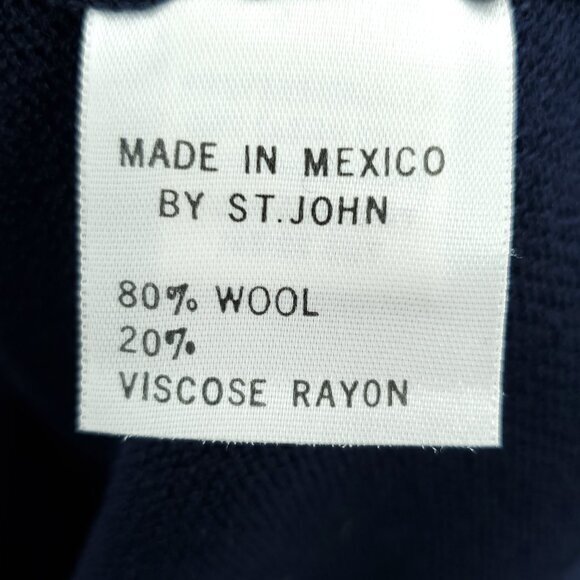 MADE IN MEXICO
BY ST.JOHN
80% WOOL
20%
VISCOSE RAYON